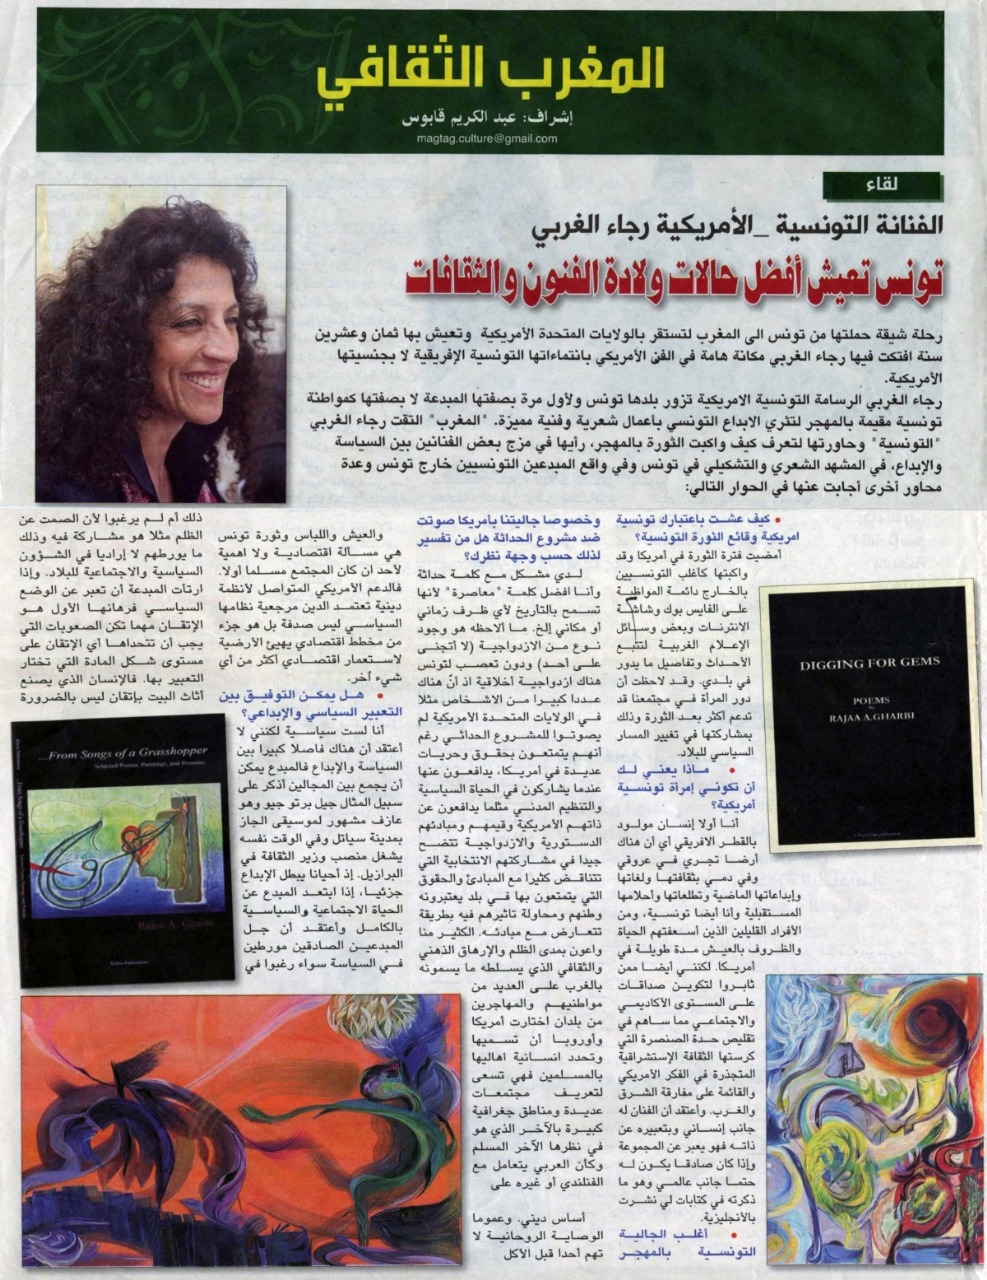 المغرب الثقافي
إشراف: عبد الكريم قابوس
magtag.culture@gmail.com
لقاء
الفنانة التونسية _الأمريكية رجاء الغربي
تونس تعيش أفضل حالات ولادة الفنون والثقافات
رحلة شيقة حملتها من تونس الى المغرب لتستقر بالولايات المتحدة الأمريكية وتعيش بها ثمان وعشرين
سنة افتكت فيها رجاء الغربي مكانة هامة في الفن الأمريكي بانتماءاتها التونسية الإفريقية لا بجنسيتها
الأمريكية.
رجاء الغربي الرسامة التونسية الامريكية تزور بلدها تونس ولأول مرة بصفتها المبدعة لا بصفتها كمواطنة
تونسية مقيمة بالمهجر لتثري الابداع التونسي بأعمال شعرية وفنية مميزة. "المغرب" التقت رجاء الغربي
"التونسية" وحاورتها لتعرف كيف واكبت الثورة بالمهجر، رأيها في مزج بعض الفنانين بين السياسة
والإبداع، في المشهد الشعري والتشكيلي في تونس وفي واقع المبدعين التونسيين خارج تونس وعدة
محاور أخرى أجابت عنها في الحوار التالي:
• كيف عشت باعتبارك تونسية
امريكية وقائع الثورة التونسية؟
أمضيت فترة الثورة في أمريكا وقد
واكبتها كأغلب التونسيين
بالخارج دائمة المواظبة
على الفايس بوك وشاشة
الانترنات وبعض وسائل
الإعلام الغربية لتتبع
الأحداث وتفاصيل ما يدور
في بلدي. وقد لاحظت أن
دور المرأة في مجتمعنا قد
تدعم أكثر بعد الثورة وذلك
بمشاركتها في تغيير المسار
السياسي للبلاد.
• ماذا يعني لك
أن تكوني إمرأة تونسية
أمريكية؟
أنا أولا إنسان مولود
بالقطر الافريقي أي أن هناك
أرضا تجري في عروقي
وفي دمي بثقافتها ولغاتها
وإبداعاتها الماضية وتطلعاتها وأحلامها
المستقبلية وأنا ايضا تونسية، ومن
الأفراد القليلين الذين اسعفتهم الحياة
والظروف بالعيش مدة طويلة في
أمريكا. لكنني أيضا ممن
ثابروا لتكوين صداقات
على المستوى الأكاديمي
والاجتماعي مما ساهم في
تقليص حدة الصنصرة التي
كرستها الثقافة الإستشراقية
المتجذرة في الفكر الأمريكي
والقائمة على مفارقة الشرق
والغرب. وأعتقد أن الفنان له
جانب إنساني وبتعبيره عن
ذاته فهو يعبر عن المجموعة
وإذا كان صادقا يكون له
حتما جانب عالمي وهو ما
ذكرته في كتابات لي نشرت
بالانجليزية.
• أغلب الجالية
التونسية بالمهجر
وخصوصا جاليتنا بأمريكا صوتت
ضد مشروع الحداثة هل من تفسير
لذلك حسب وجهة نظرك؟
لدي مشكل مع كلمة حداثة
وأنا افضل كلمة "معاصرة" لأنها
تسمح بالتاريخ لأي ظرف زماني
أو مكاني إلخ. ما ألاحظه هو وجود
نوع من الازدواجية (لا أتجنى
على أحد) ودون تعصب لتونس
هناك ازدواجية أخلاقية اذ أنّ هناك
عددا كبيرا من الاشخاص مثلا
في الولايات المتحدة الأمريكية لم
يصوتوا للمشروع الحداثي رغم
أنهم يتمتعون بحقوق وحريات
عديدة في أمريكا، يدافعون عنها
عندما يشاركون في الحياة السياسية
والتنظيم المدني مثلما يدافعون عن
ذاتهم الأمريكية وقيمهم ومبادئهم
الدستورية والازدواجية تتضح
جيدا في مشاركتهم الانتخابية التي
تتناقض كثيرا مع المبادئ والحقوق
التي يتمتعون بها في بلد يعتبرونه
وطنهم ومحاولة تاثيرهم فيه بطريقة
تتعارض مع مبادئه. الكثير منا
واعون بمدى الظلم والإرهاق الذهني
والثقافي الذي يسلطه ما يسمونه
بالغرب على العديد من
مواطنيهم والمهاجرين
من بلدان اختارت أمريكا
وأوروبا أن تسميها
وتحدد انسانية اهاليها
بالمسلمين فهي تسعى
لتعريف مجتمعات
عديدة ومناطق جغرافية
كبيرة بالآخر الذي هو
في نظرها الآخر المسلم
وكأن العربي يتعامل مع
الفنلندي أو غيره على
أساس ديني. وعموما
الوصاية الروحانية لا
تهم أحدا قبل الأكل
والعيش واللباس وثورة تونس
هي مسألة اقتصادية ولا اهمية
لأحد ان كان المجتمع مسلما أولا.
فالدعم الأمريكي المتواصل لأنظمة
دينية تعتمد الدين مرجعية نظامها
السياسي ليس صدفة بل هو جزء
من مخطط اقتصادي يهيئ الأرضية
لاستعمار اقتصادي أكثر من أي
شيء آخر.
• هل يمكن التوفيق بين
التعبير السياسي والإبداعي؟
أنا لست سياسية لكنني لا
أعتقد أن هناك فاصلا كبيرا بين
السياسة والإبداع فالمبدع يمكن
أن يجمع بين المجالين أذكر على
سبيل المثال جيل برتو جيو وهو
عازف مشهور لموسيقى الجاز
بمدينة سياتل وفي الوقت نفسه
يشغل منصب وزير الثقافة في
البرازيل. إذ أحيانا يبطل الإبداع
جزئيا، إذا ابتعد المبدع عن
الحياة الاجتماعية والسياسية
بالكامل وأعتقد أن جل
المبدعين الصادقين مورطين
في السياسة سواء رغبوا في
ذلك أم لم يرغبوا لأن الصمت عن
الظلم مثلا هو مشاركة فيه وذلك
ما يورطهم لا إراديا في الشؤون
السياسية والاجتماعية للبلاد. وإذا
ارتأت المبدعة أن تعبر عن الوضع
السياسي فرهانها الأول هو
الإتقان مهما تكن الصعوبات التي
يجب أن تتحداها أي الإتقان على
مستوى شكل المادة التي تختار
التعبير بها. فالإنسان الذي يصنع
أثاث البيت بإتقان ليس بالضرورة
DIGGING FOR GEMS
POEMS
By
RAJAA A.GHARBI
...From Songs of a Grasshopper
Selected Poems, Paintings, and Proems
Rajaa A. Gharbi